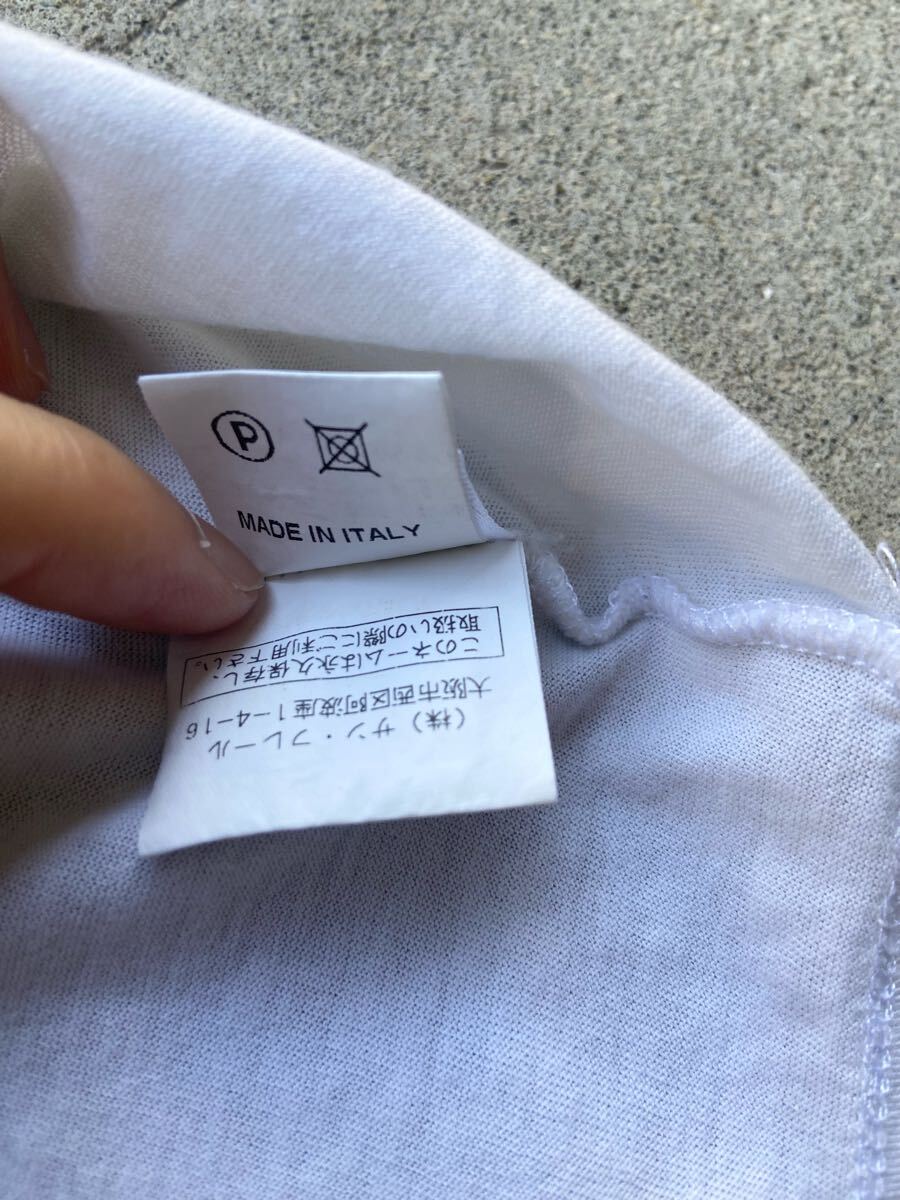 P
MADE IN ITALY
このネームは永久保存し、
取扱いの際にご利用下さい。
(株)サン・フレール
大阪市西区阿波座1-4-16